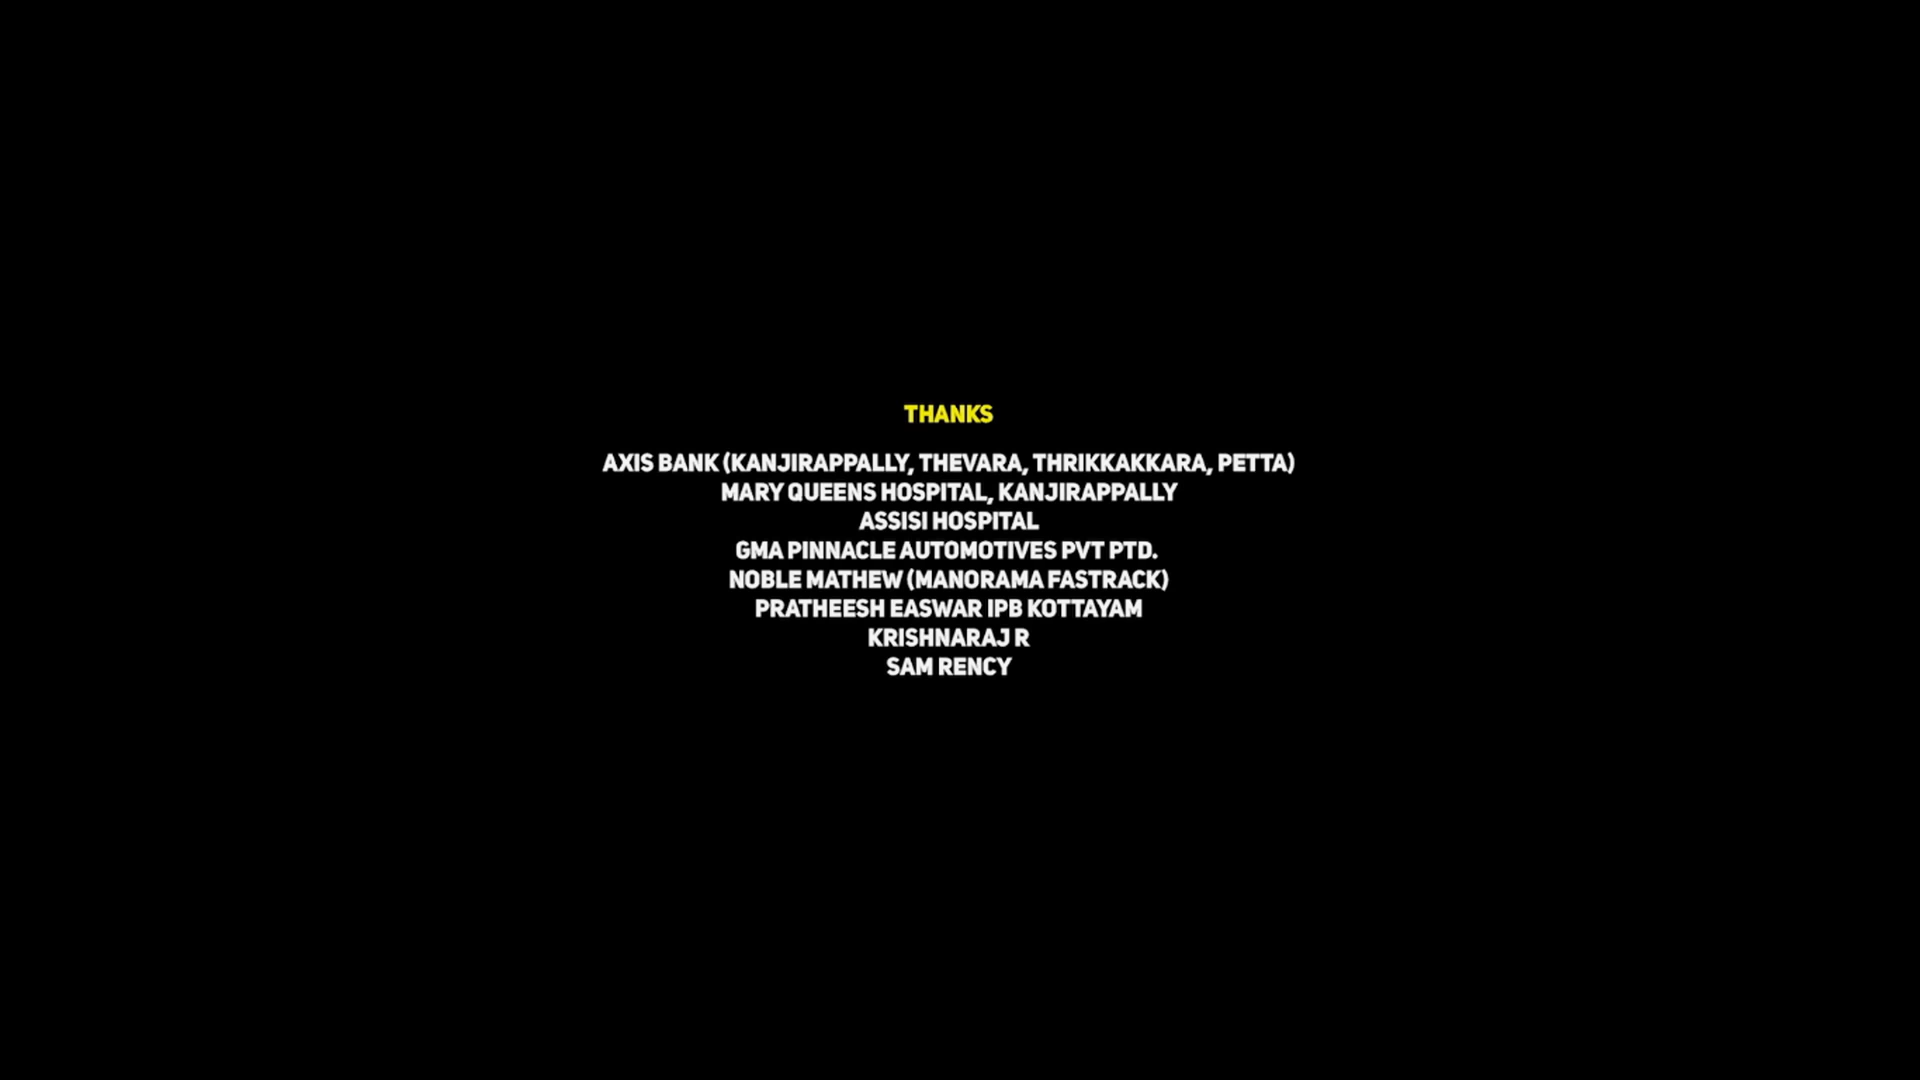 THANKS
AXIS BANK (KANJIRAPPALLY, THEVARA, THRIKKAKKARA, PETTA)
MARY QUEENS HOSPITAL, KANJIRAPPALLY
ASSISI HOSPITAL
GMA PINNACLE AUTOMOTIVES PVT PTD.
NOBLE MATHEW (MANORAMA FASTRACK)
PRATHEESH EASWAR IPB KOTTAYAM
KRISHNARAJ R
SAM RENCY